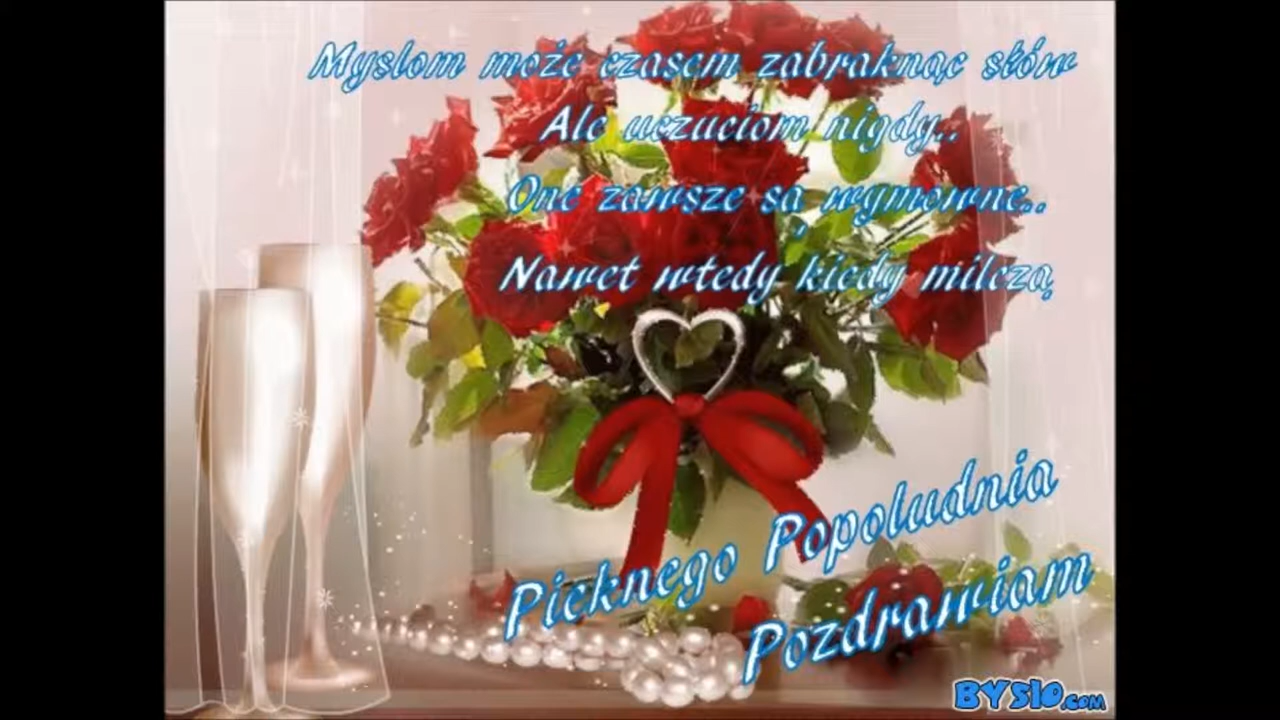 Myslom może czasem zabraknąc słów
Ale uczuciom nigdy..
One zawsze są wymowne..
Nawet wtedy kiedy milczą
Pieknego Popoludnia
Pozdrawiam
BYSIO.COM